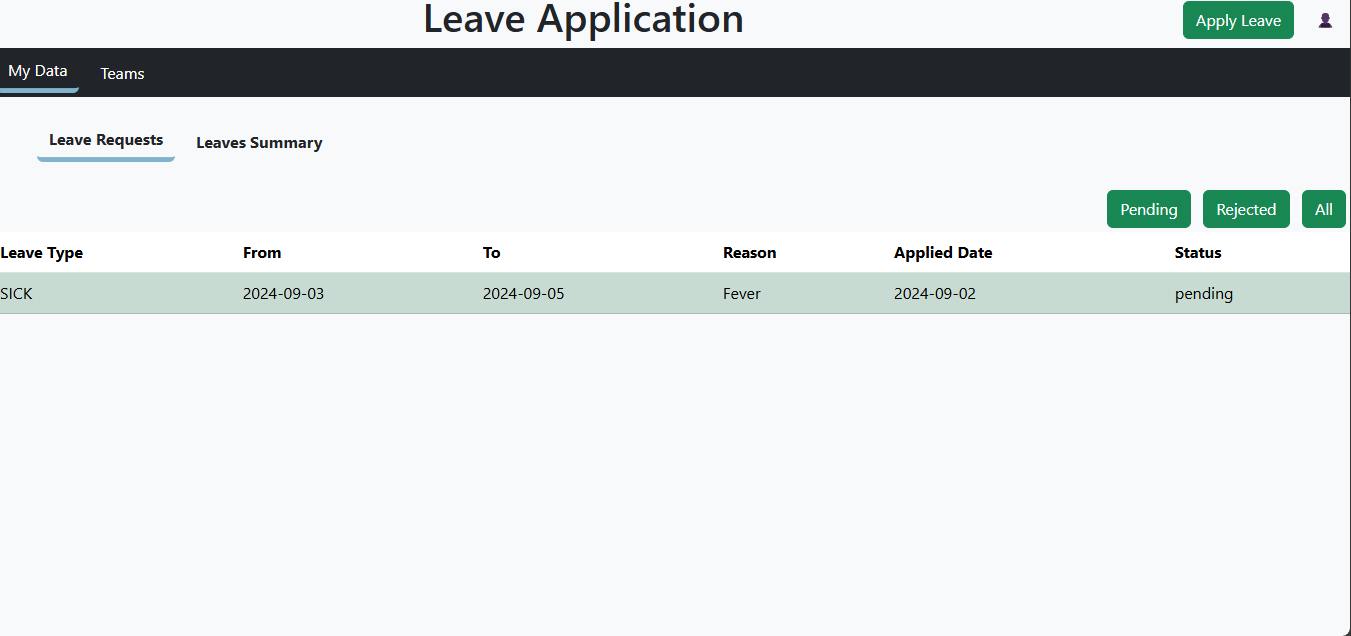 Leave Application
Apply Leave
My Data Teams
Leave Requests Leaves Summary
Pending Rejected All
Leave Type From To Reason Applied Date Status
SICK 2024-09-03 2024-09-05 Fever 2024-09-02 pending